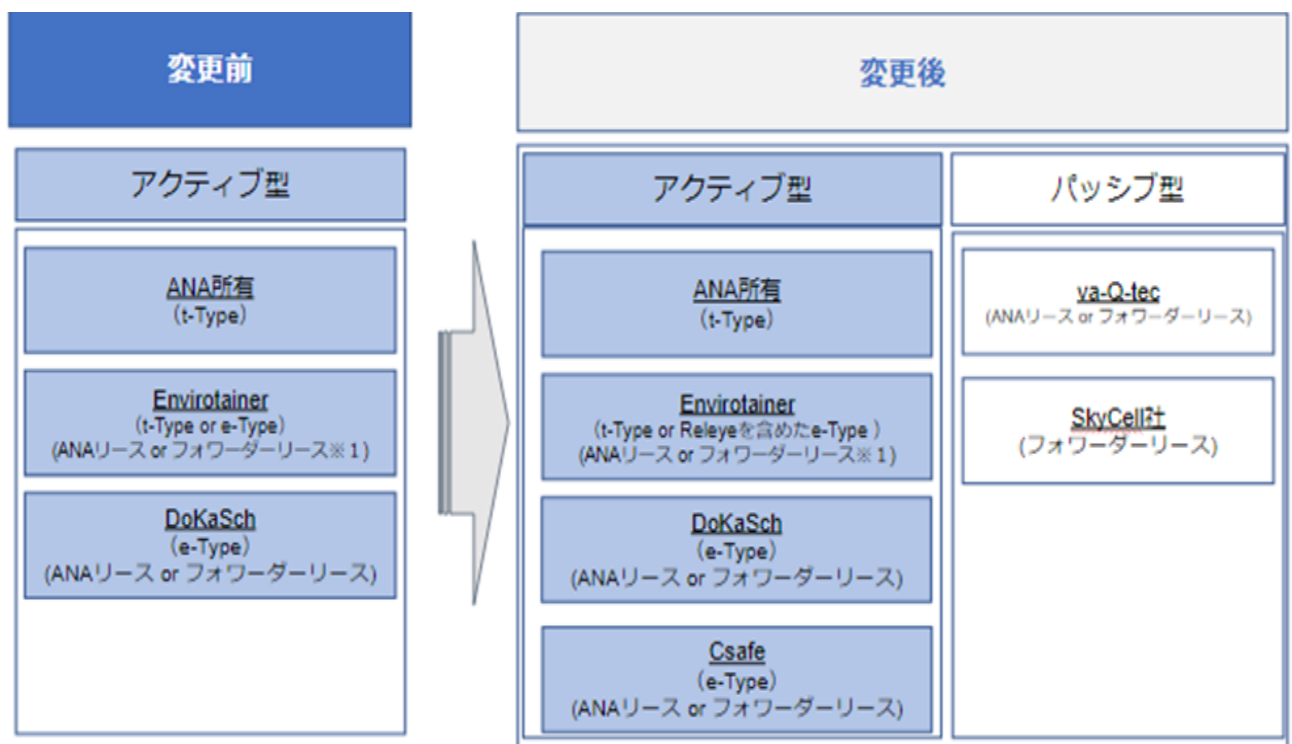 変更前
アクティブ型
ANA所有
(t-Type)
Envirotainer
(t-Type or e-Type)
(ANAリース or フォワーダーリース※1)
DoKaSch
(e-Type)
(ANAリース or フォワーダーリース)
変更後
アクティブ型
ANA所有
(t-Type)
Envirotainer
(t-Type or Releyeを含めたe-Type )
(ANAリース or フォワーダーリース※1)
DoKaSch
(e-Type)
(ANAリース or フォワーダーリース)
Csafe
(e-Type)
(ANAリース or フォワーダーリース)
パッシブ型
va-Q-tec
(ANAリース or フォワーダーリース)
SkyCell社
(フォワーダーリース)